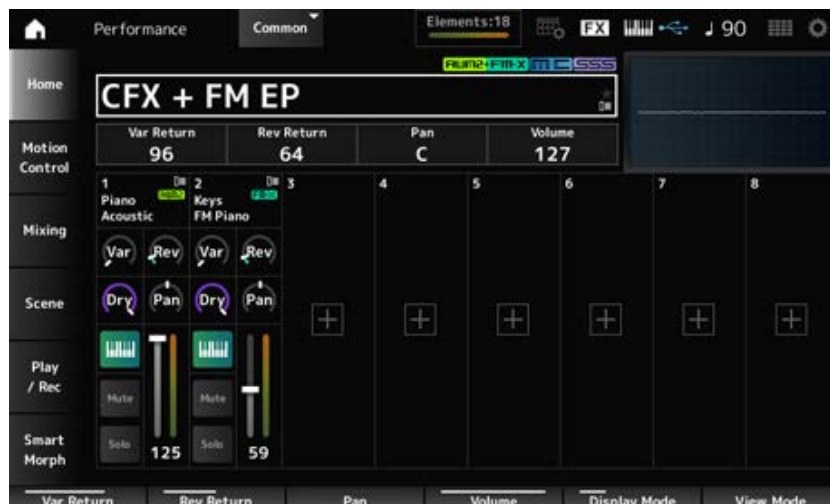 Performance
Common
Elements:18
FX
♩ 90
Home
Motion
Control
Mixing
Scene
Play
/ Rec
Smart
Morph
AWM2+FM-X MC SSS
CFX + FM EP
Var Return Rev Return Pan Volume
96 64 C 127
1 2 3 4 5 6 7 8
Piano Keys
Acoustic FM Piano
Var Rev Var Rev
Dry Pan Dry Pan
Mute Mute
Solo Solo
125 59
Var Return Rev Return Pan Volume Display Mode View Mode